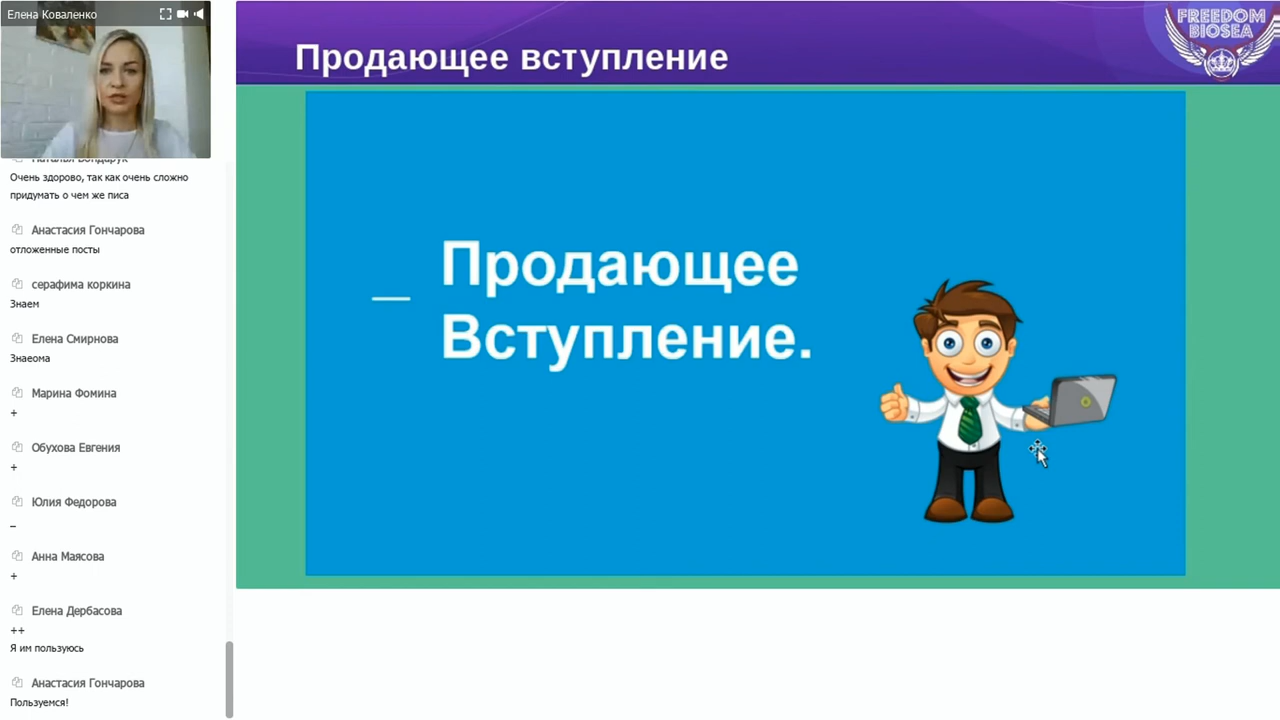 Елена Коваленко
Наталья Бондарук
Очень здорово, так как очень сложно
придумать о чем же писа
Анастасия Гончарова
отложенные посты
серафима коркина
Знаем
Елена Смирнова
Знаеома
Марина Фомина
+
Обухова Евгения
+
Юлия Федорова
_
Анна Маясова
+
Елена Дербасова
++
Я им пользуюсь
Анастасия Гончарова
Пользуемся!
Продающее вступление
FREEDOM
BIOSEA
_ Продающее
Вступление.